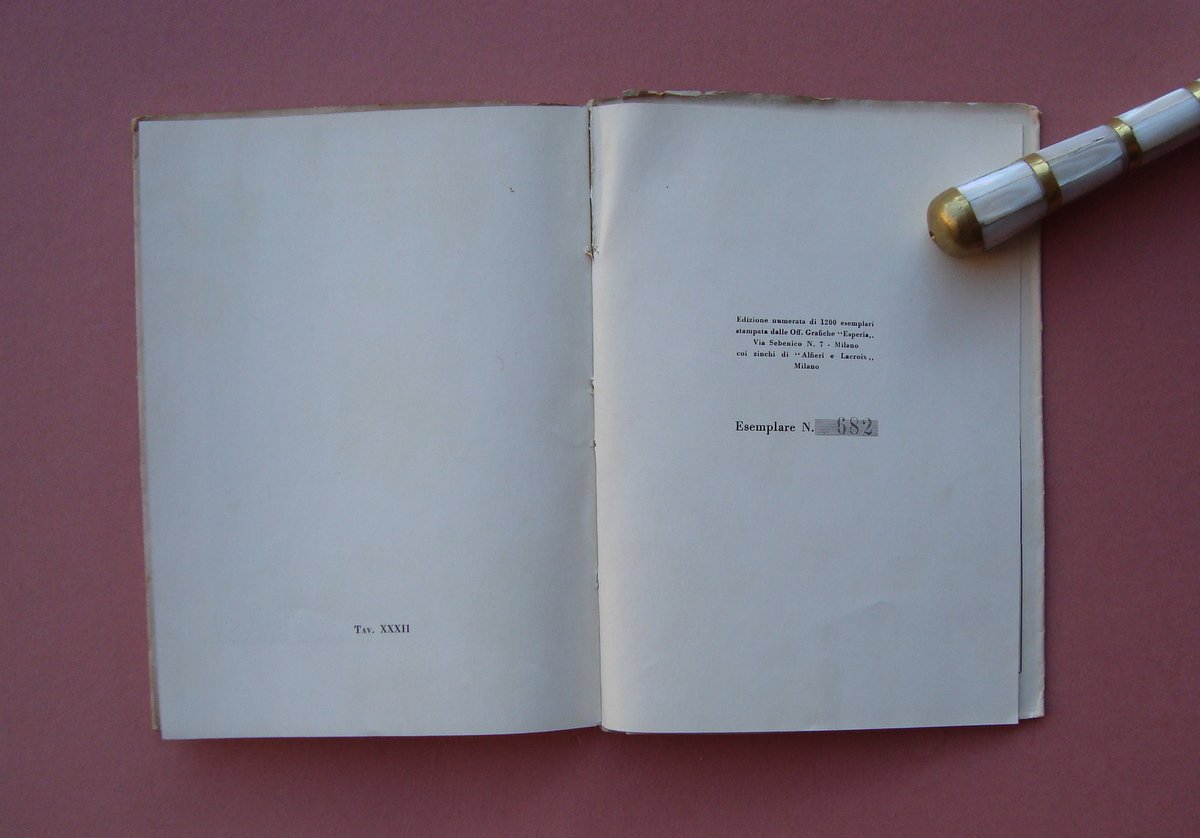 Tav. XXXII
Edizione numerata di 1200 esemplari
stampata dalle Off. Grafiche "Esperia„
Via Sebenico N. 7 - Milano
coi zinchi di "Alfieri e Lacroix„
Milano
Esemplare N. 682